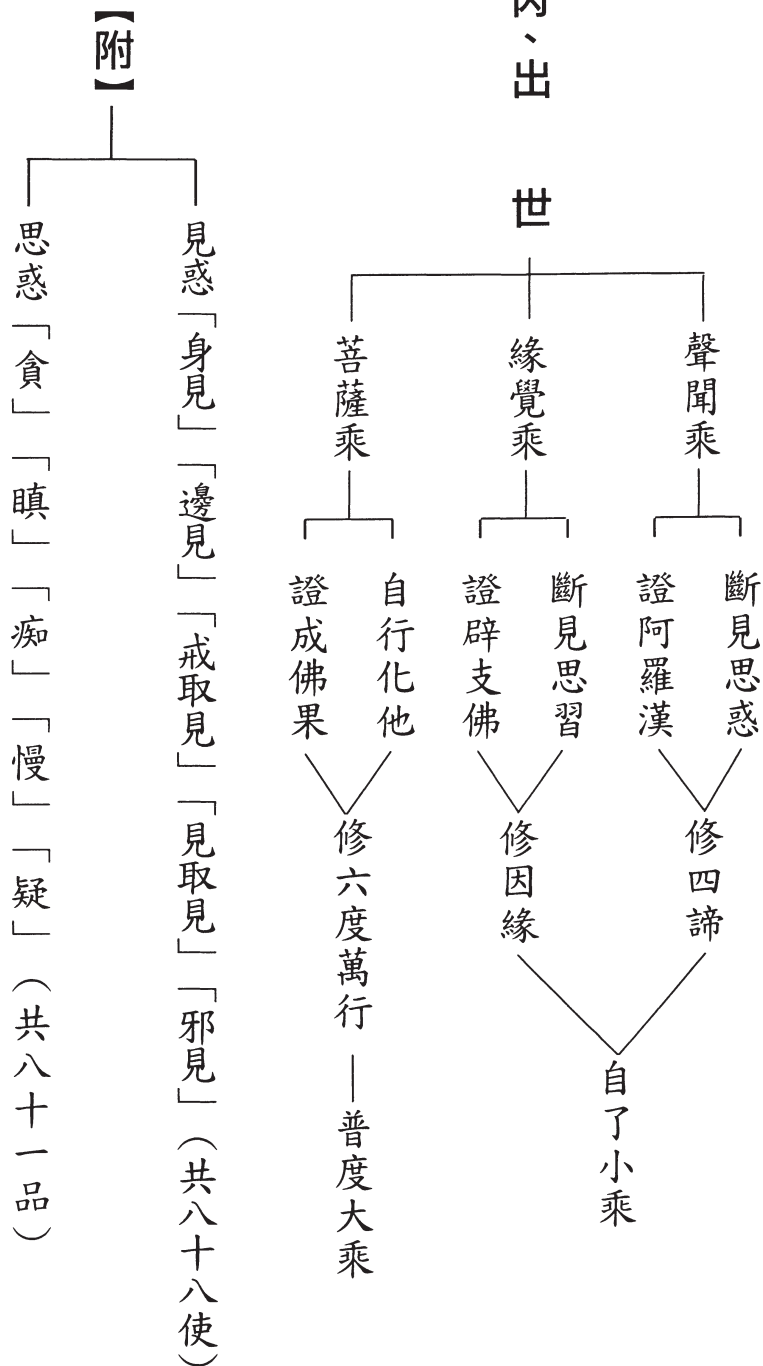 丙、出世
聲聞乘
斷見思惑
證阿羅漢
修四諦
緣覺乘
斷見思習
證辟支佛
修因緣
自了小乘
菩薩乘
自行化他
證成佛果
修六度萬行
普度大乘
【附】
見惑「身見」「邊見」「戒取見」「見取見」「邪見」（共八十八使）
思惑「貪」「瞋」「痴」「慢」「疑」（共八十一品）